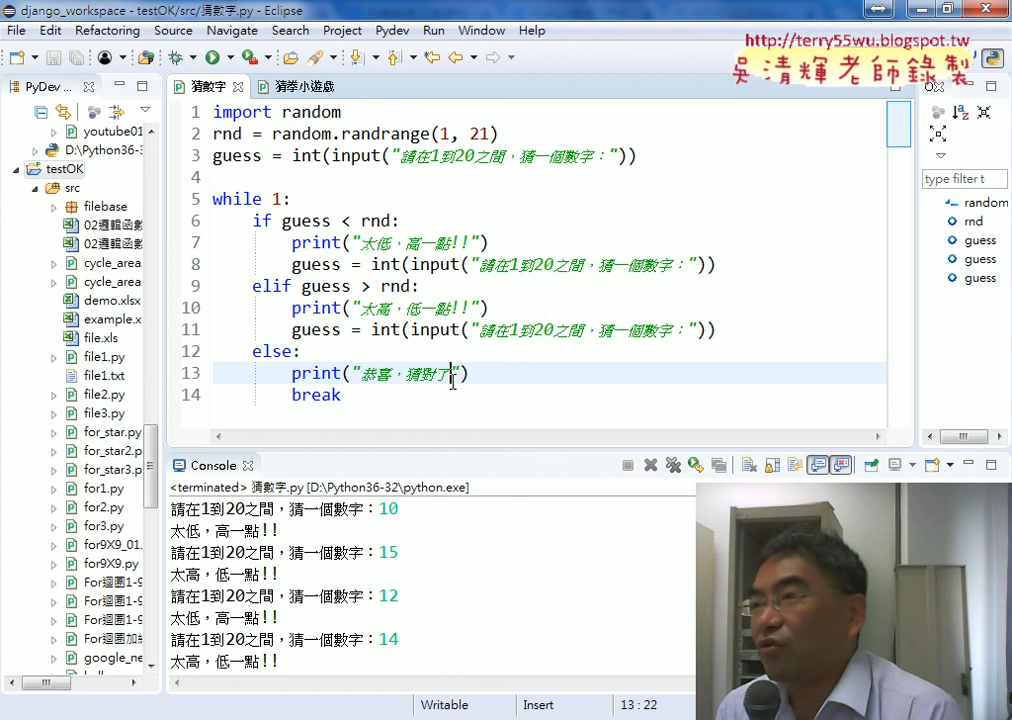 django_workspace - testOK/src/猜數字.py - Eclipse
File Edit Refactoring Source Navigate Search Project Pydev Run Window Help
http://terry55wu.blogspot.tw
吳清輝老師錄製
PyDev ...
猜數字
猜拳小遊戲
youtube01
D:\Python36-3
testOK
src
filebase
02邏輯函數
02邏輯函數
cycle_area
cycle_area.
demo.xlsx
example.x
file.xls
file1.py
file1.txt
file2.py
file3.py
for_star.py
for_star2.p
for_star3.p
for1.py
for2.py
for3.py
for9X9_01.
for9X9.py
For迴圈1-9
For迴圈1-9
For迴圈1-9
For迴圈加總
google_ne
1 import random
2 rnd = random.randrange(1, 21)
3 guess = int(input("請在1到20之間，猜一個數字："))
4
5 while 1:
6 if guess < rnd:
7 print("太低，高一點!!")
8 guess = int(input("請在1到20之間，猜一個數字："))
9 elif guess > rnd:
10 print("太高，低一點!!")
11 guess = int(input("請在1到20之間，猜一個數字："))
12 else:
13 print("恭喜，猜對了")
14 break
type filter t
random
rnd
guess
guess
guess
Console
<terminated> 猜數字.py [D:\Python36-32\python.exe]
請在1到20之間，猜一個數字：10
太低，高一點!!
請在1到20之間，猜一個數字：15
太高，低一點!!
請在1到20之間，猜一個數字：12
太低，高一點!!
請在1到20之間，猜一個數字：14
太高，低一點!!
Writable
Insert
13 : 22